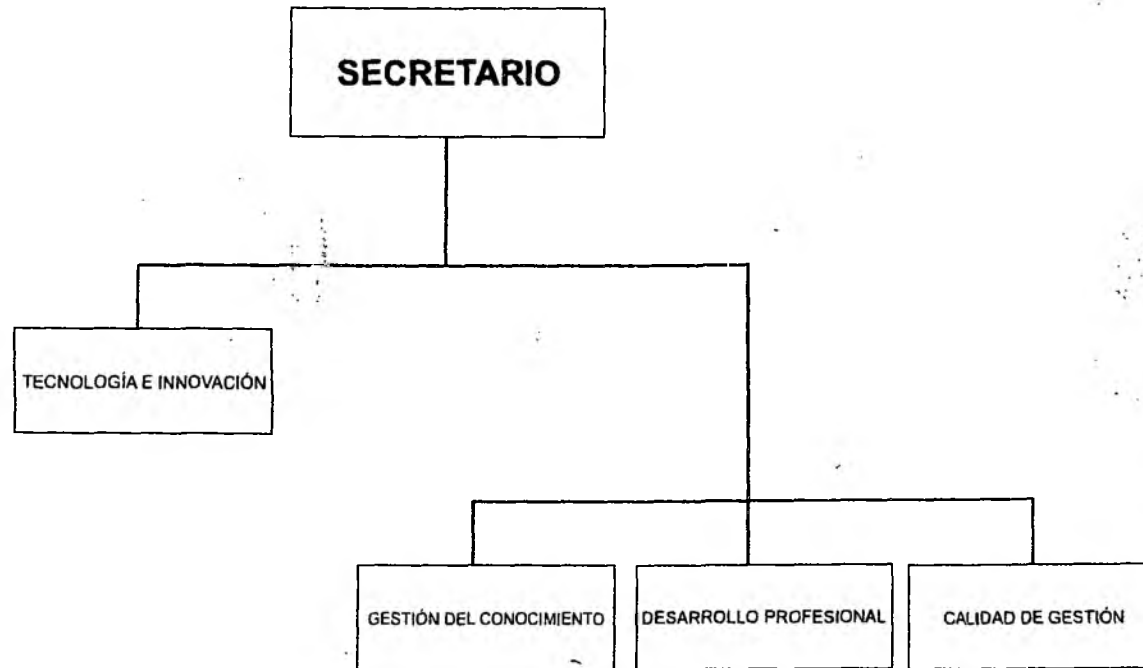 SECRETARIO
TECNOLOGÍA E INNOVACIÓN
GESTIÓN DEL CONOCIMIENTO
DESARROLLO PROFESIONAL
CALIDAD DE GESTIÓN